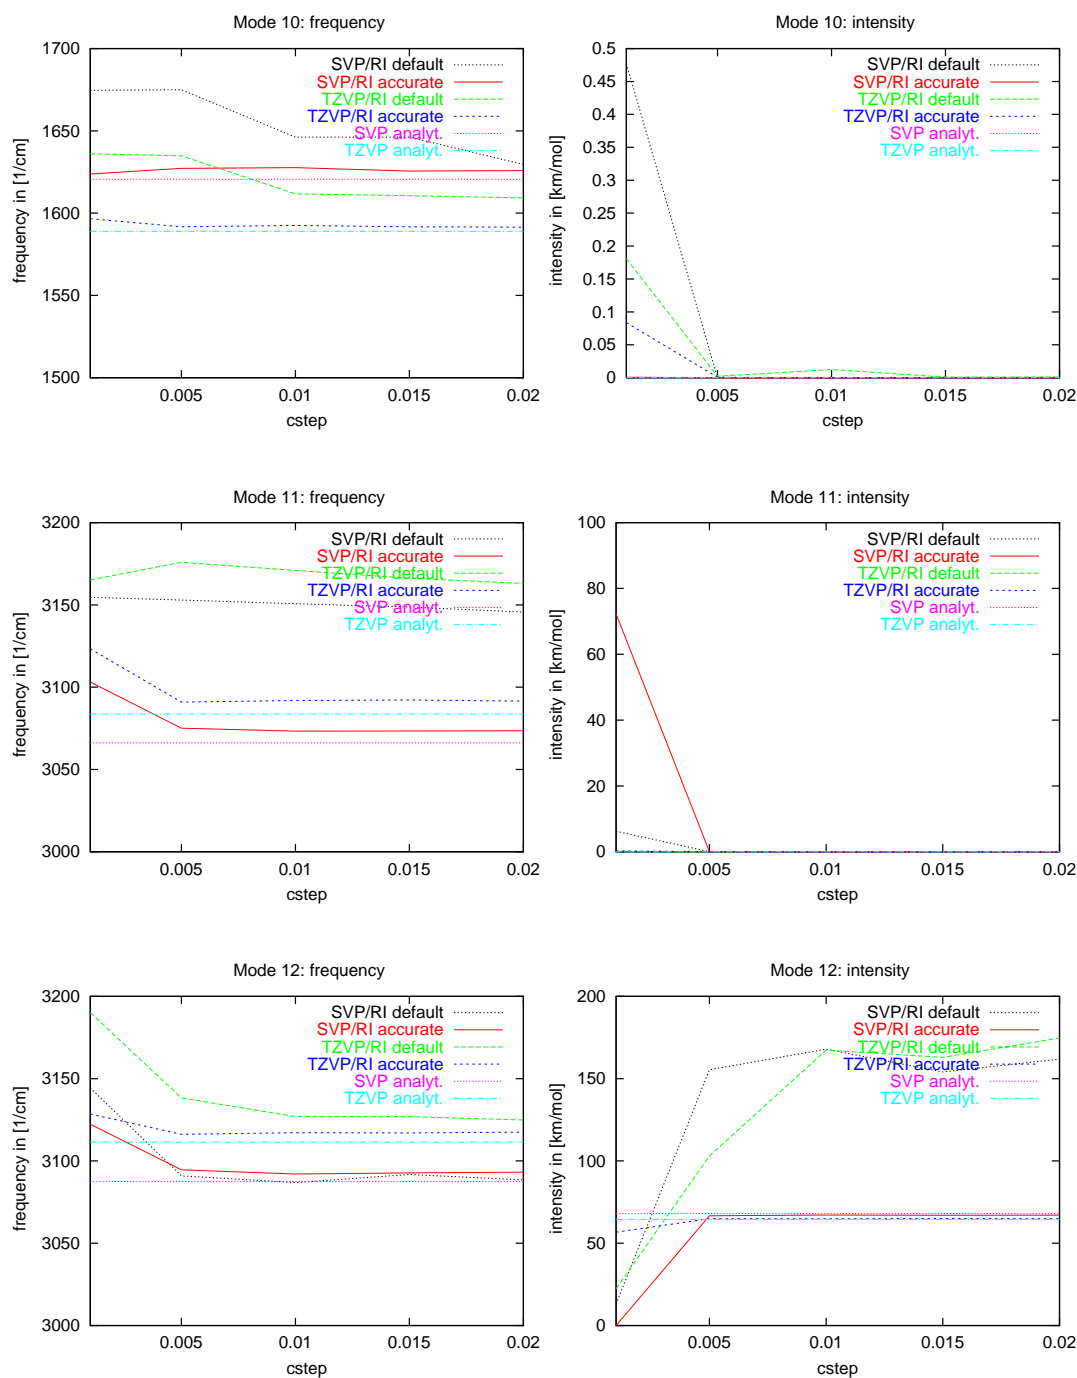 Mode 10: frequency
1700
1650
1600
1550
1500
0.005
0.01
0.015
0.02
frequency in [1/cm]
cstep
SVP/RI default
SVP/RI accurate
TZVP/RI default
TZVP/RI accurate
SVP analyt.
TZVP analyt.
Mode 10: intensity
0.5
0.45
0.4
0.35
0.3
0.25
0.2
0.15
0.1
0.05
0
0.005
0.01
0.015
0.02
intensity in [km/mol]
cstep
SVP/RI default
SVP/RI accurate
TZVP/RI default
TZVP/RI accurate
SVP analyt.
TZVP analyt.
Mode 11: frequency
3200
3150
3100
3050
3000
0.005
0.01
0.015
0.02
frequency in [1/cm]
cstep
SVP/RI default
SVP/RI accurate
TZVP/RI default
TZVP/RI accurate
SVP analyt.
TZVP analyt.
Mode 11: intensity
100
80
60
40
20
0
0.005
0.01
0.015
0.02
intensity in [km/mol]
cstep
SVP/RI default
SVP/RI accurate
TZVP/RI default
TZVP/RI accurate
SVP analyt.
TZVP analyt.
Mode 12: frequency
3200
3150
3100
3050
3000
0.005
0.01
0.015
0.02
frequency in [1/cm]
cstep
SVP/RI default
SVP/RI accurate
TZVP/RI default
TZVP/RI accurate
SVP analyt.
TZVP analyt.
Mode 12: intensity
200
150
100
50
0
0.005
0.01
0.015
0.02
intensity in [km/mol]
cstep
SVP/RI default
SVP/RI accurate
TZVP/RI default
TZVP/RI accurate
SVP analyt.
TZVP analyt.